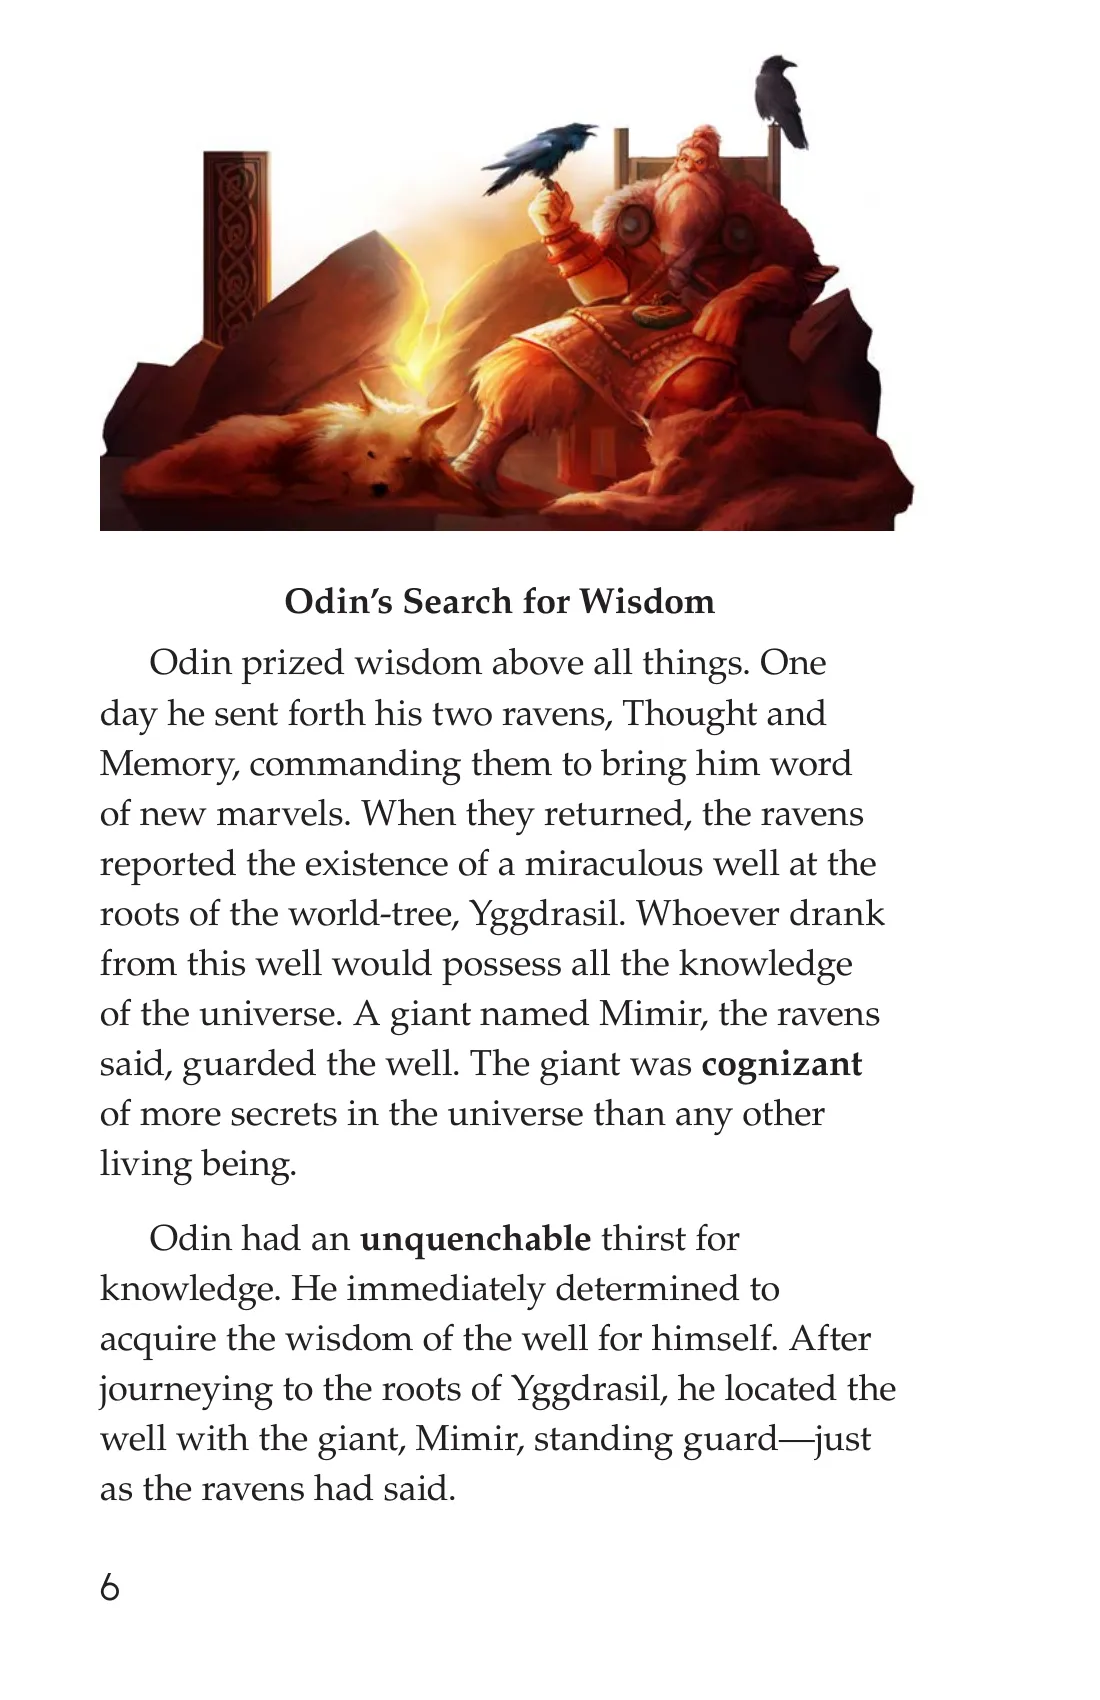 Odin’s Search for Wisdom
Odin prized wisdom above all things. One
day he sent forth his two ravens, Thought and
Memory, commanding them to bring him word
of new marvels. When they returned, the ravens
reported the existence of a miraculous well at the
roots of the world-tree, Yggdrasil. Whoever drank
from this well would possess all the knowledge
of the universe. A giant named Mimir, the ravens
said, guarded the well. The giant was cognizant
of more secrets in the universe than any other
living being.
Odin had an unquenchable thirst for
knowledge. He immediately determined to
acquire the wisdom of the well for himself. After
journeying to the roots of Yggdrasil, he located the
well with the giant, Mimir, standing guard—just
as the ravens had said.
6